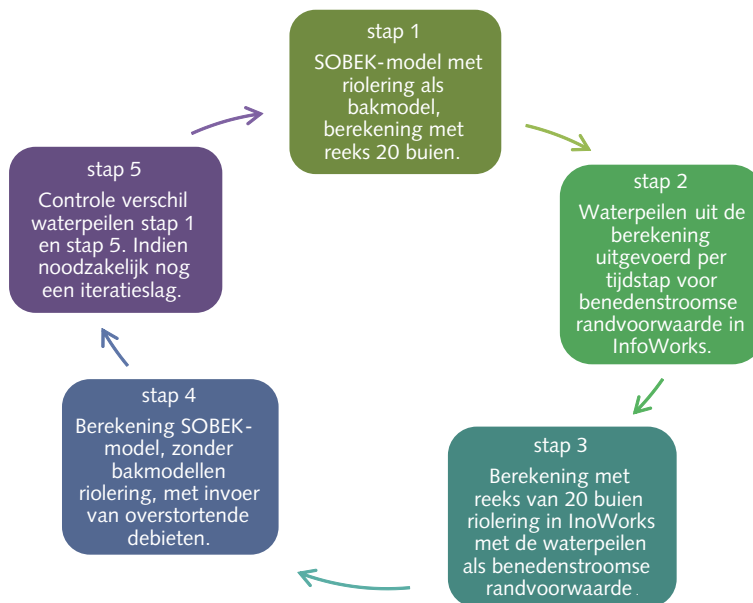 stap 1
SOBEK-model met
riolering als
bakmodel,
berekening met
reeks 20 buien.
stap 2
Waterpeilen uit de
berekening
uitgevoerd per
tijdstap voor
benedenstroomse
randvoorwaarde in
InfoWorks.
stap 3
Berekening met
reeks van 20 buien
riolering in InoWorks
met de waterpeilen
als benedenstroomse
randvoorwaarde.
stap 4
Berekening SOBEK-
model, zonder
bakmodellen
riolering, met invoer
van overstortende
debieten.
stap 5
Controle verschil
waterpeilen stap 1
en stap 5. Indien
noodzakelijk nog
een iteratieslag.